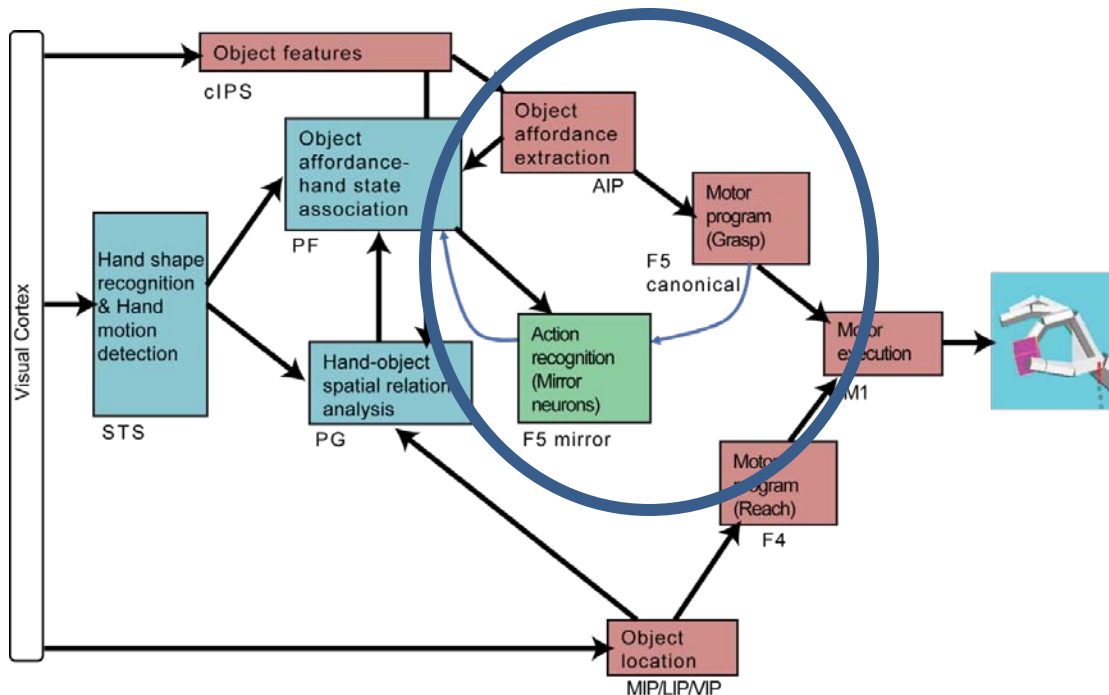 Visual Cortex
Object features
cIPS
Object
affordance
extraction
AIP
Object
affordance-
hand state
association
PF
Motor
program
(Grasp)
F5
canonical
Hand shape
recognition
& Hand
motion
detection
STS
Hand-object
spatial relation
analysis
PG
Action
recognition
(Mirror
neurons)
F5 mirror
Motor
execution
M1
Motor
program
(Reach)
F4
Object
location
MIP/LIP/VIP